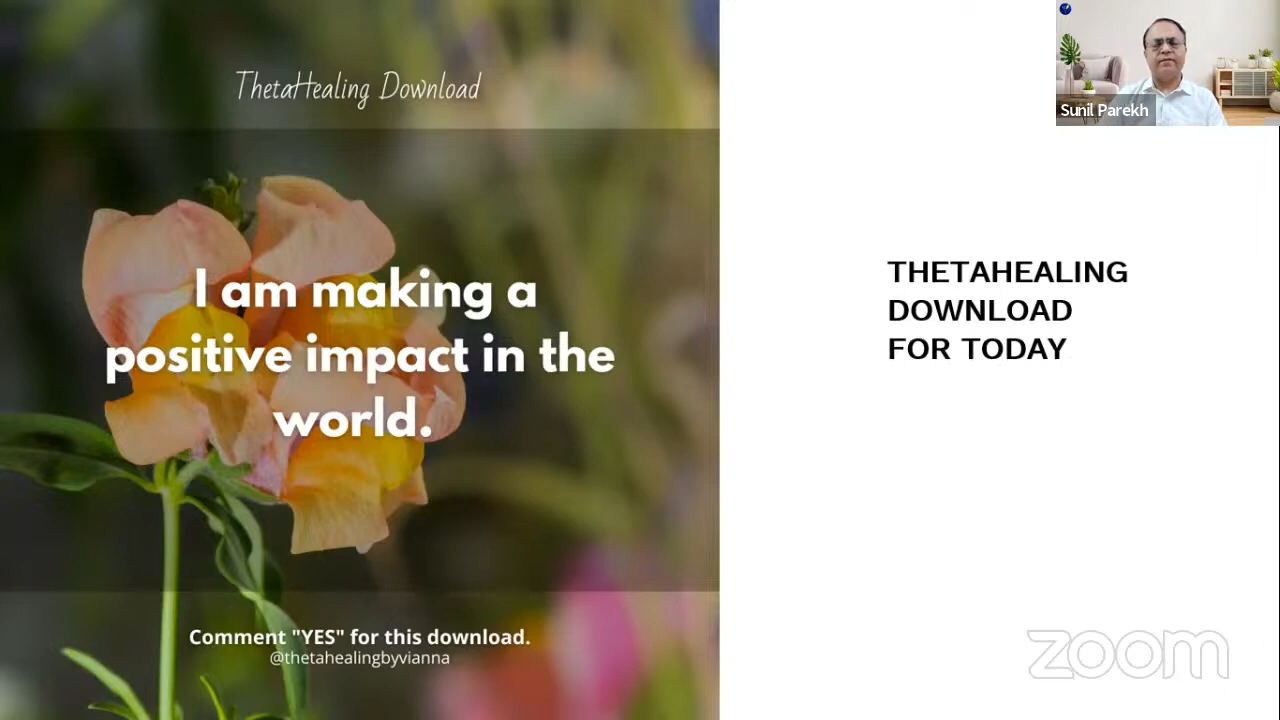 ThetaHealing Download
I am making a
positive impact in the
world.
Comment "YES" for this download.
@thetahealingbyvianna
Sunil Parekh
THETAHEALING
DOWNLOAD
FOR TODAY
zoom